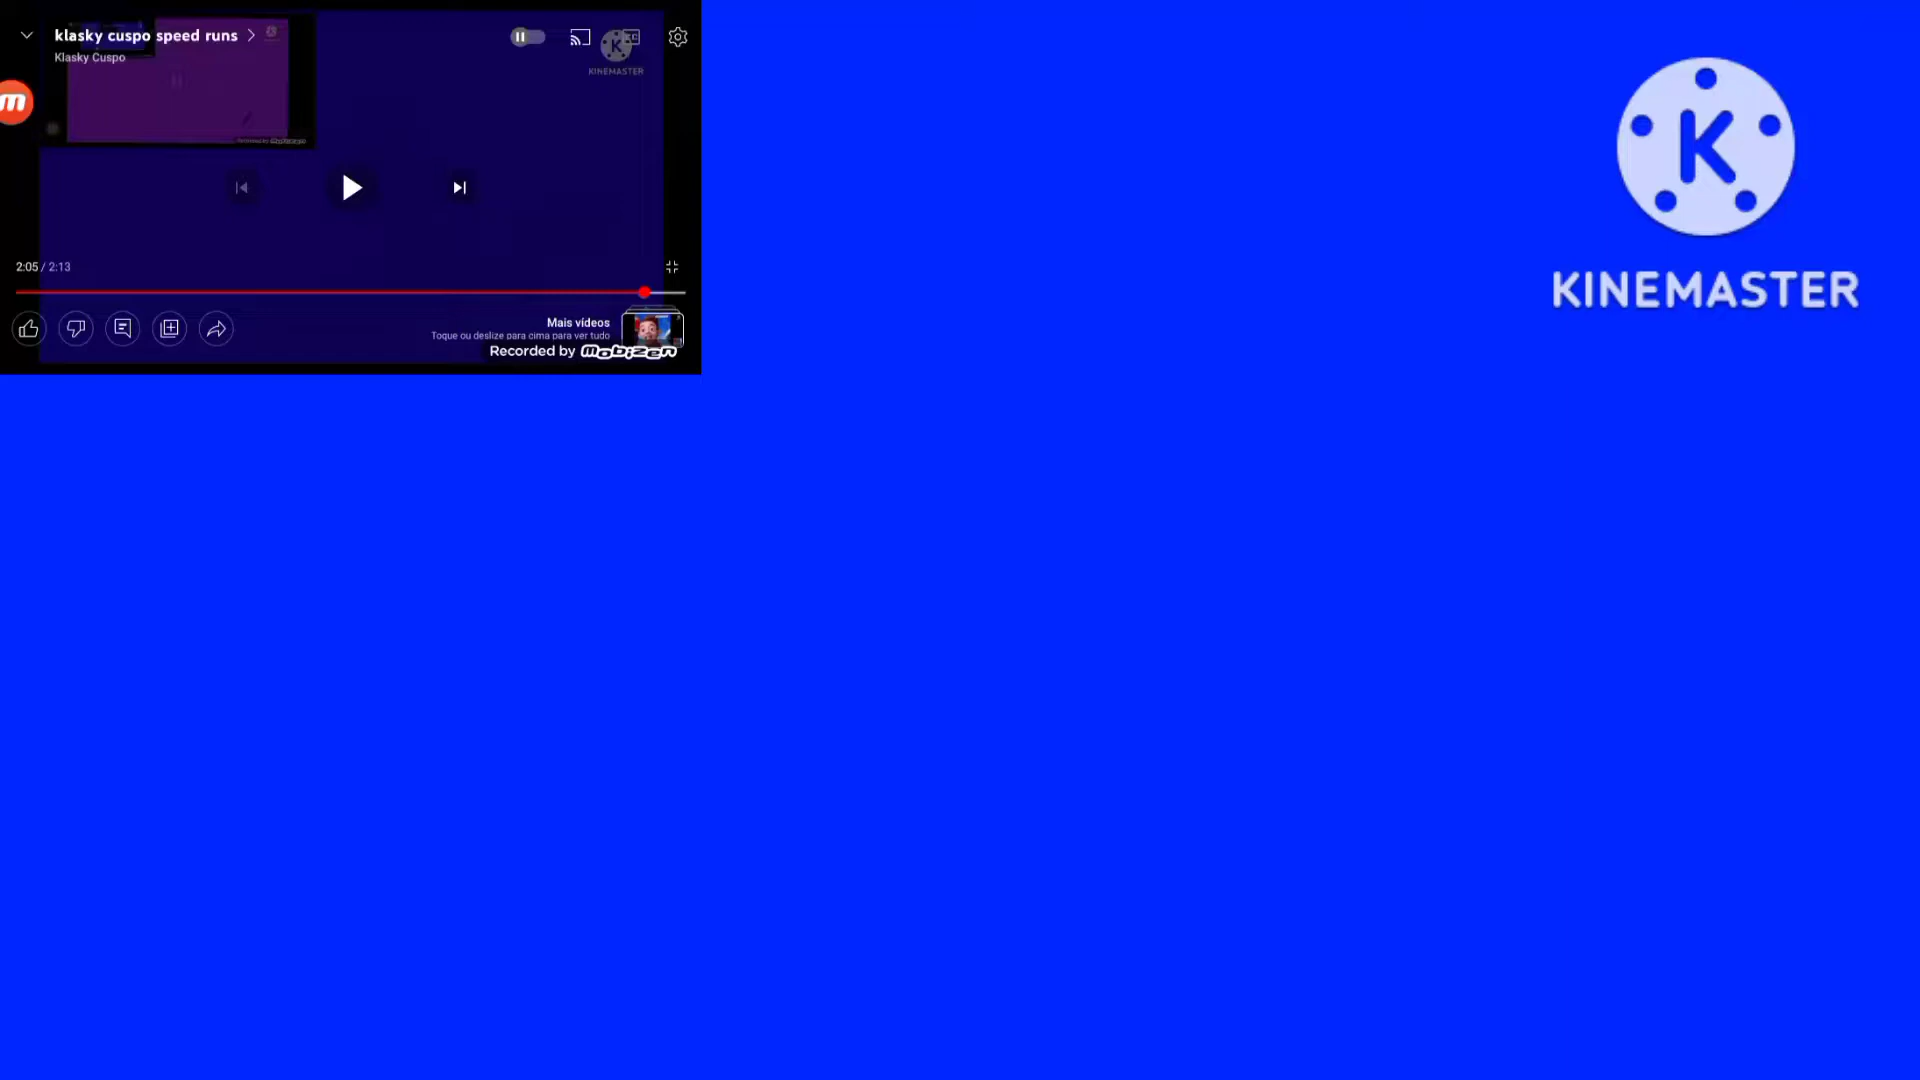 klasky cuspo speed runs
Klasky Cuspo
K
KINEMASTER
K
KINEMASTER
m
2:05 / 2:13
Mais vídeos
Toque ou deslize para cima para ver tudo
Recorded by Mobizen